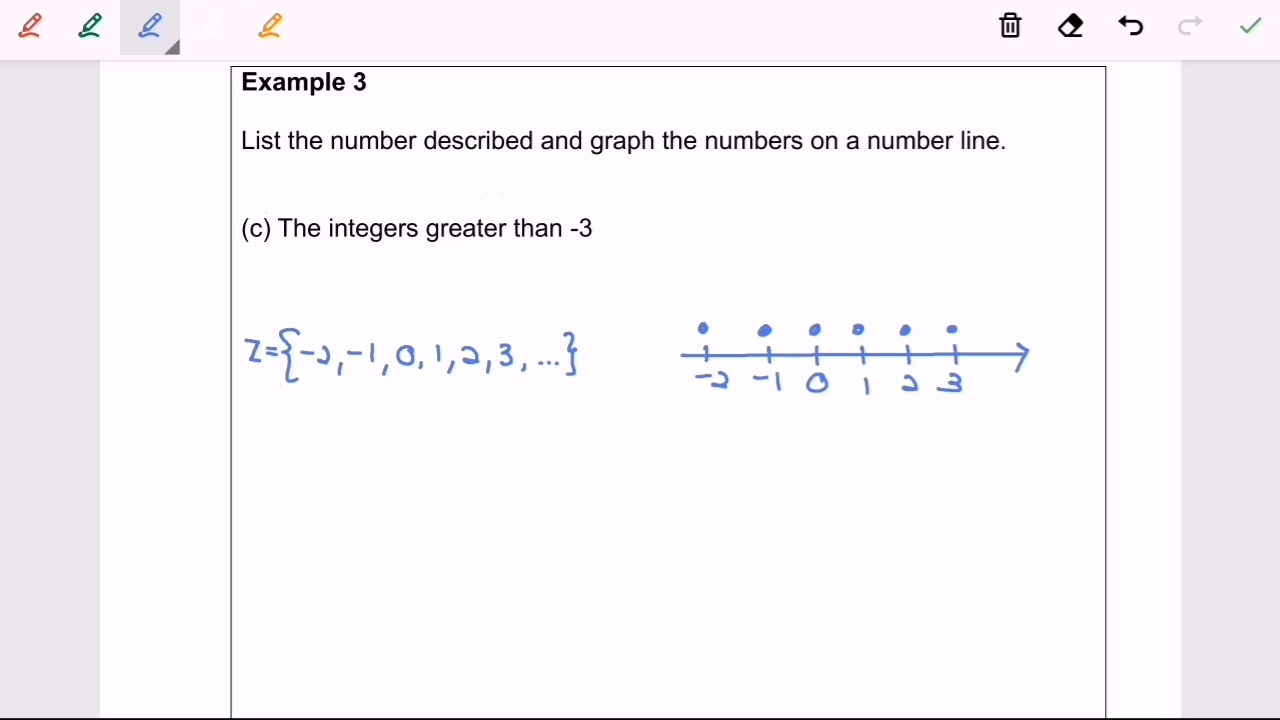 Example 3
List the number described and graph the numbers on a number line.
(c) The integers greater than -3
Z={-2,-1,0,1,2,3,...}
-2 -1 0 1 2 3